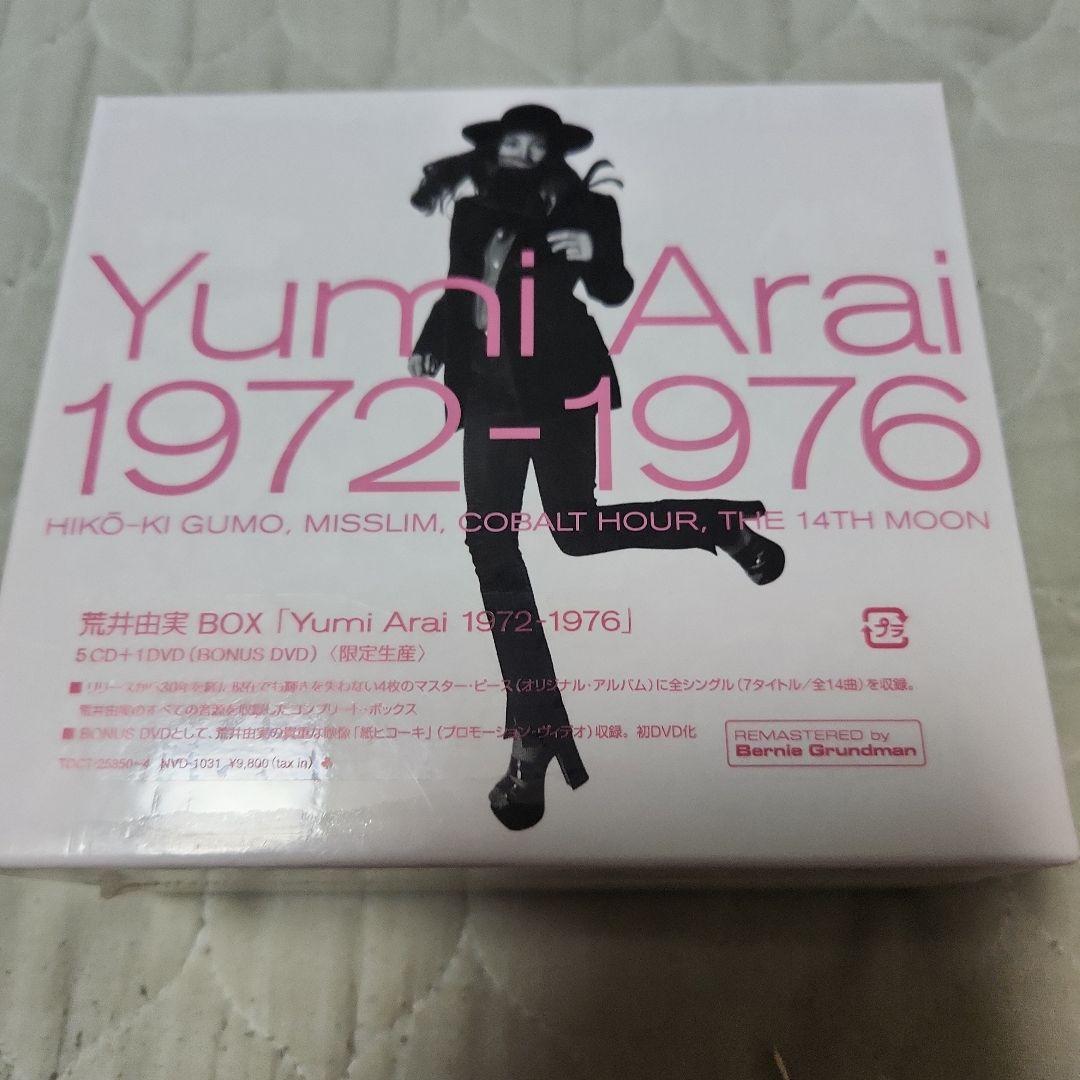 Yumi Arai
1972-1976
HIKŌ-KI GUMO, MISSLIM, COBALT HOUR, THE 14TH MOON
荒井由実 BOX「Yumi Arai 1972-1976」
5CD+1DVD(BONUS DVD)〈限定生産〉
プラ
■リリースから30年を経た現在でも輝きを失わない4枚のマスター・ピース(オリジナル・アルバム)に全シングル(7タイトル/全14曲)を収録。
荒井由実のすべての音源を収録したコンプリート・ボックス
■BONUS DVDとして、荒井由実の貴重な映像「紙ヒコーキ」(プロモーション・ヴィデオ)収録。初DVD化
TOCT-25850~4 NVD-1031 ¥9,800(tax in)
REMASTERED by
Bernie Grundman